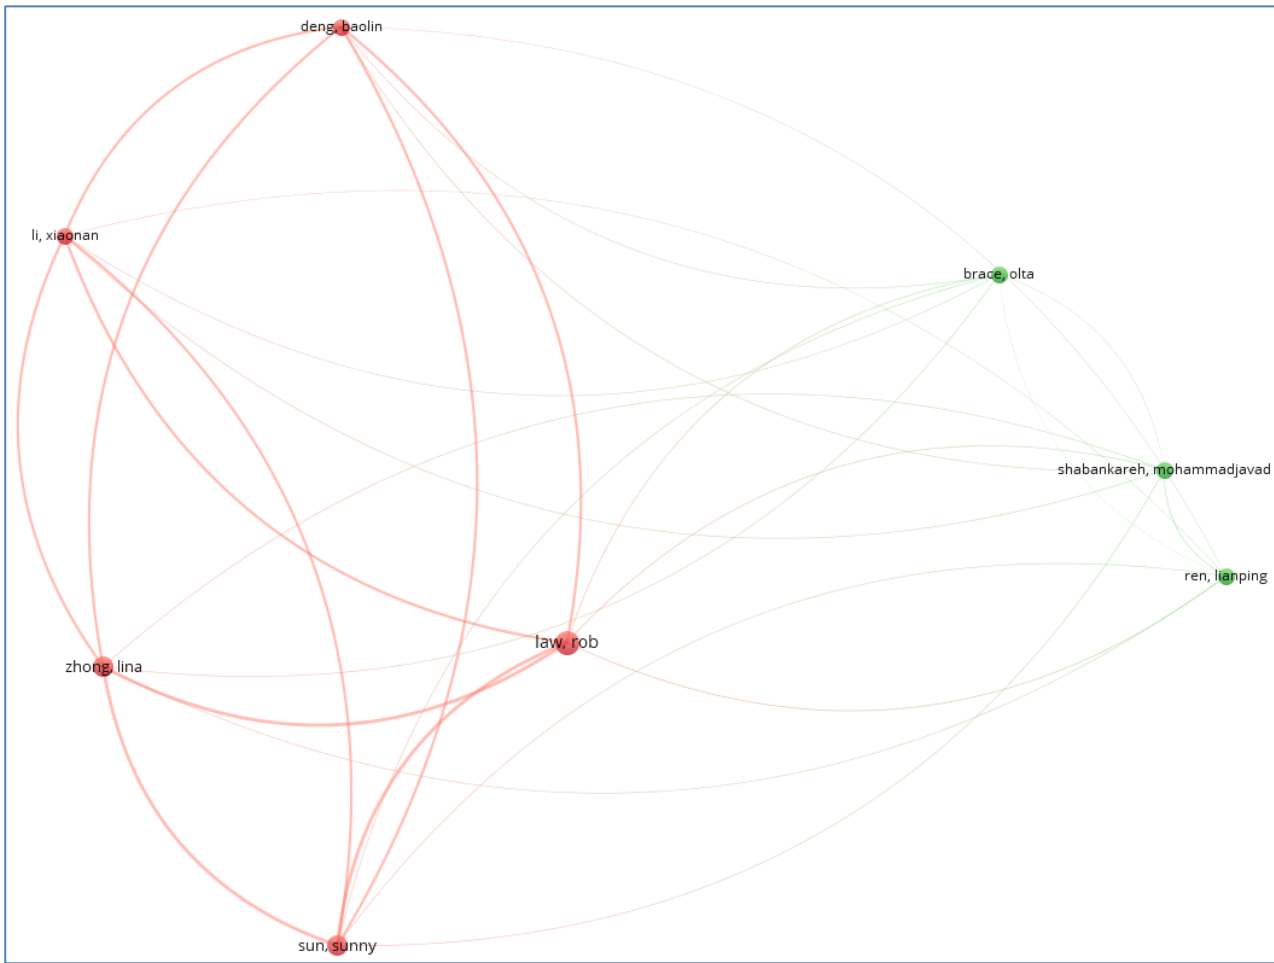 deng, baolin
li, xiaonan
brace, olta
shabankareh, mohammadjavad
ren, lianping
law, rob
zhong, lina
sun, sunny